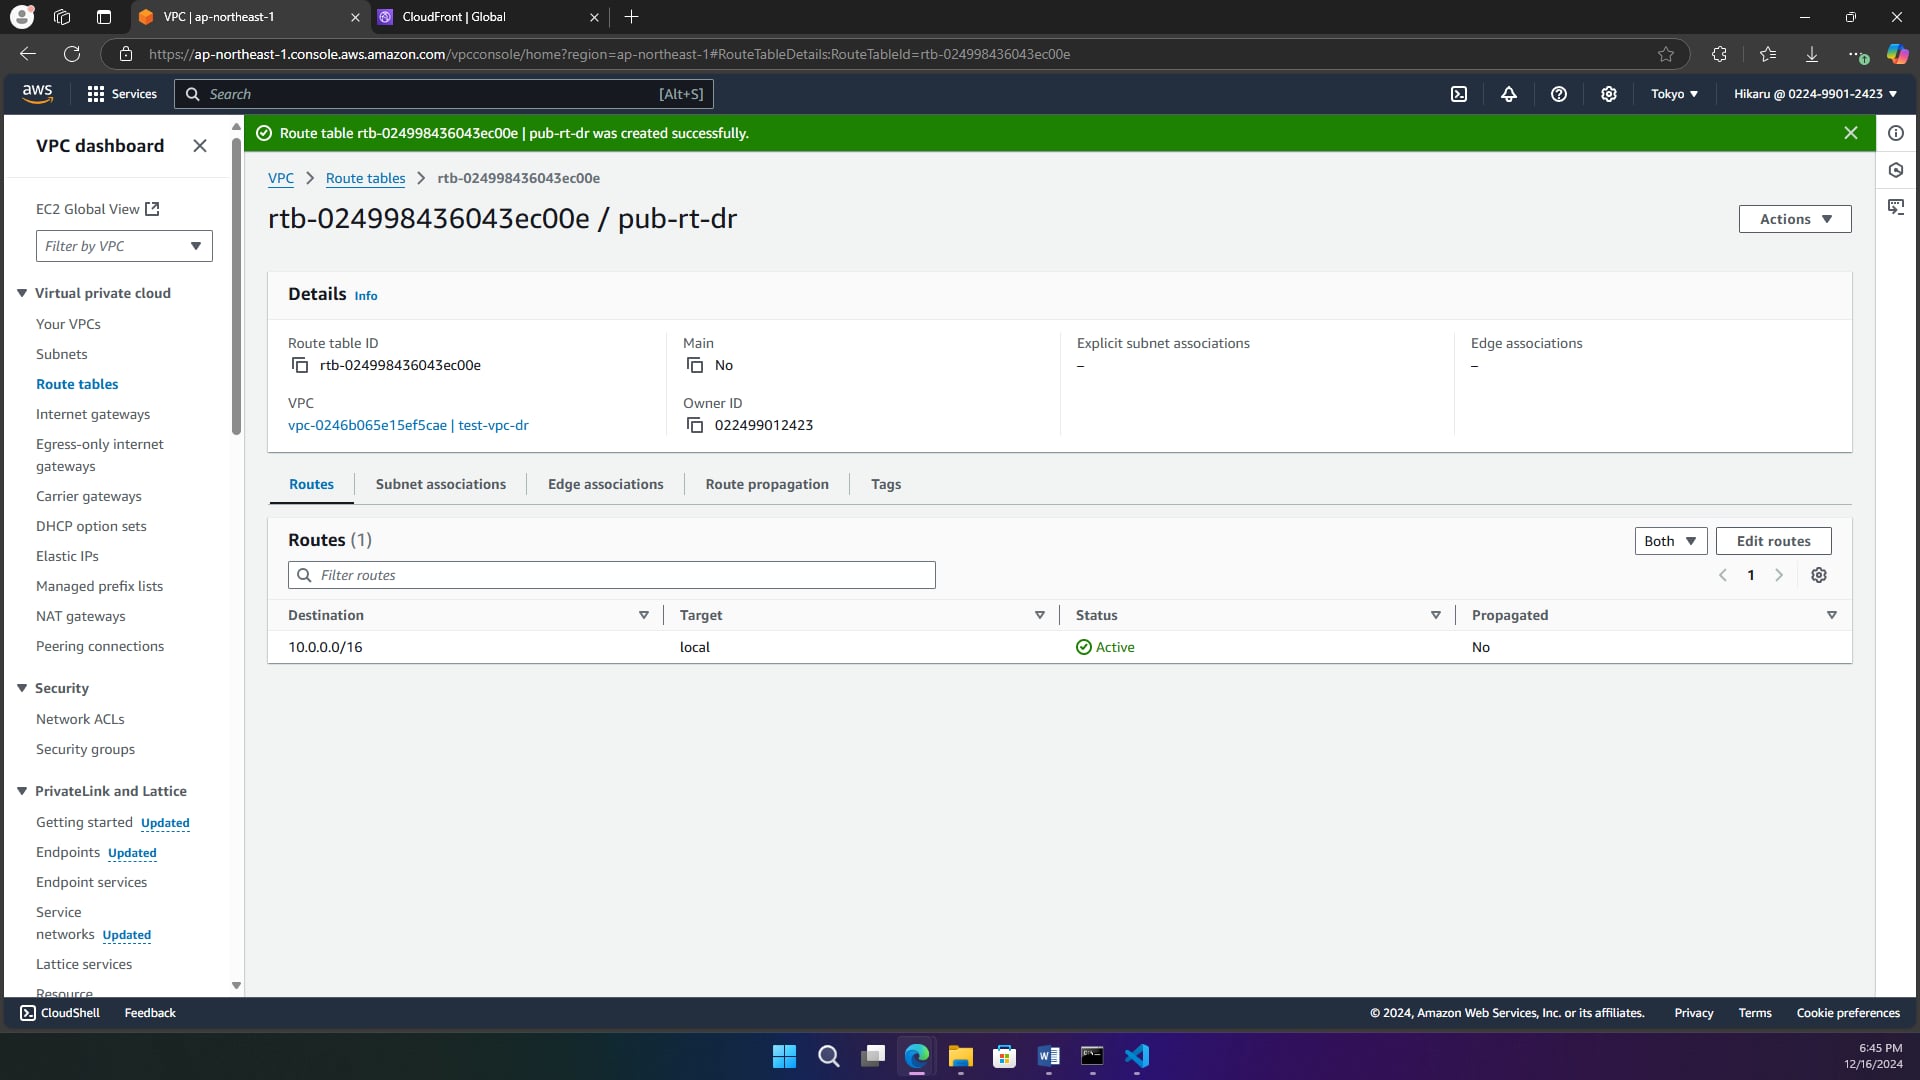 VPC | ap-northeast-1
CloudFront | Global
https://ap-northeast-1.console.aws.amazon.com/vpcconsole/home?region=ap-northeast-1#RouteTableDetails:RouteTableId=rtb-024998436043ec00e
aws
Services
Search
[Alt+S]
Tokyo
Hikaru @ 0224-9901-2423
VPC dashboard
EC2 Global View
Filter by VPC
Virtual private cloud
Your VPCs
Subnets
Route tables
Internet gateways
Egress-only internet
gateways
Carrier gateways
DHCP option sets
Elastic IPs
Managed prefix lists
NAT gateways
Peering connections
Security
Network ACLs
Security groups
PrivateLink and Lattice
Getting started Updated
Endpoints Updated
Endpoint services
Service
networks Updated
Lattice services
Resource
Route table rtb-024998436043ec00e | pub-rt-dr was created successfully.
VPC
Route tables
rtb-024998436043ec00e
rtb-024998436043ec00e / pub-rt-dr
Actions
Details Info
Route table ID
rtb-024998436043ec00e
Main
No
Explicit subnet associations
–
Edge associations
–
VPC
vpc-0246b065e15ef5cae | test-vpc-dr
Owner ID
022499012423
Routes
Subnet associations
Edge associations
Route propagation
Tags
Routes (1)
Both
Edit routes
Filter routes
1
Destination
Target
Status
Propagated
10.0.0.0/16
local
Active
No
CloudShell
Feedback
© 2024, Amazon Web Services, Inc. or its affiliates.
Privacy
Terms
Cookie preferences
6:45 PM
12/16/2024